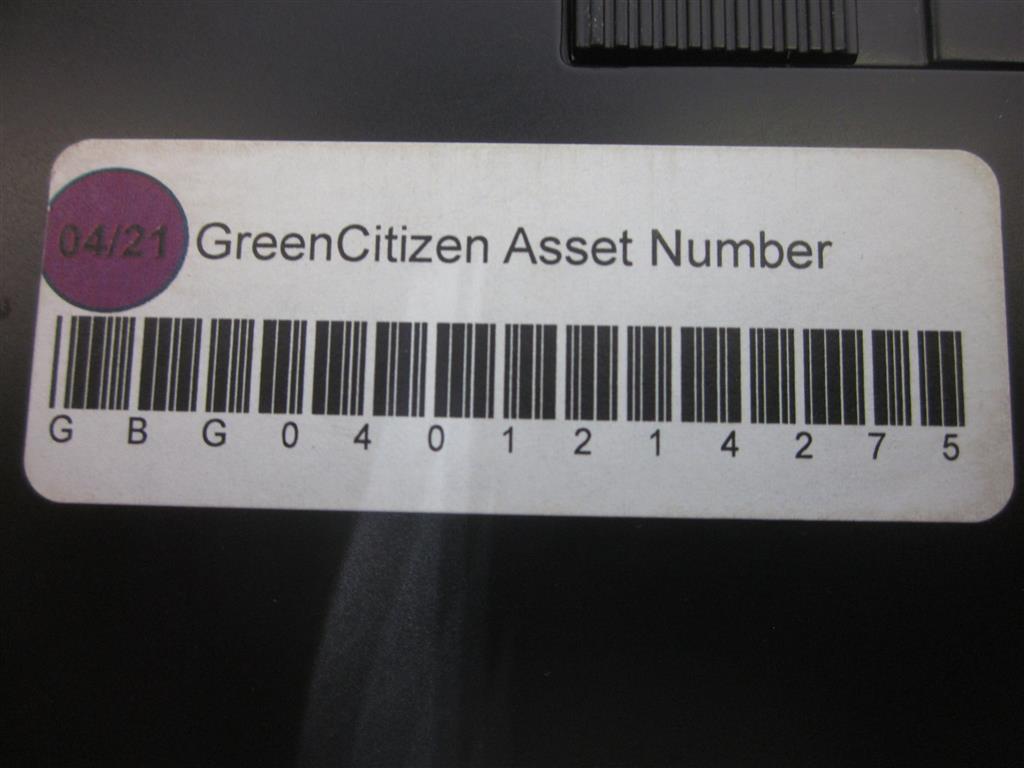 04/21 GreenCitizen Asset Number
G B G 0 4 0 1 2 1 4 2 7 5